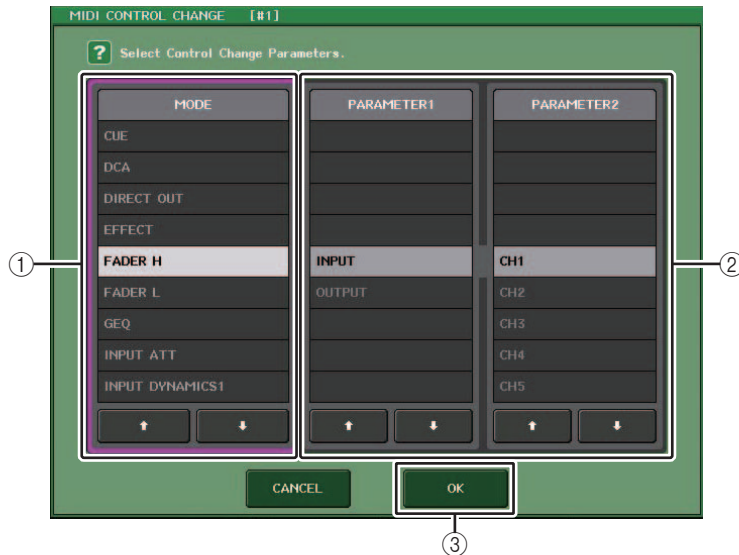 MIDI CONTROL CHANGE [#1]
? Select Control Change Parameters.
MODE
CUE
DCA
DIRECT OUT
EFFECT
FADER H
FADER L
GEQ
INPUT ATT
INPUT DYNAMICS1
PARAMETER1
INPUT
OUTPUT
PARAMETER2
CH1
CH2
CH3
CH4
CH5
CANCEL
OK
①
②
③